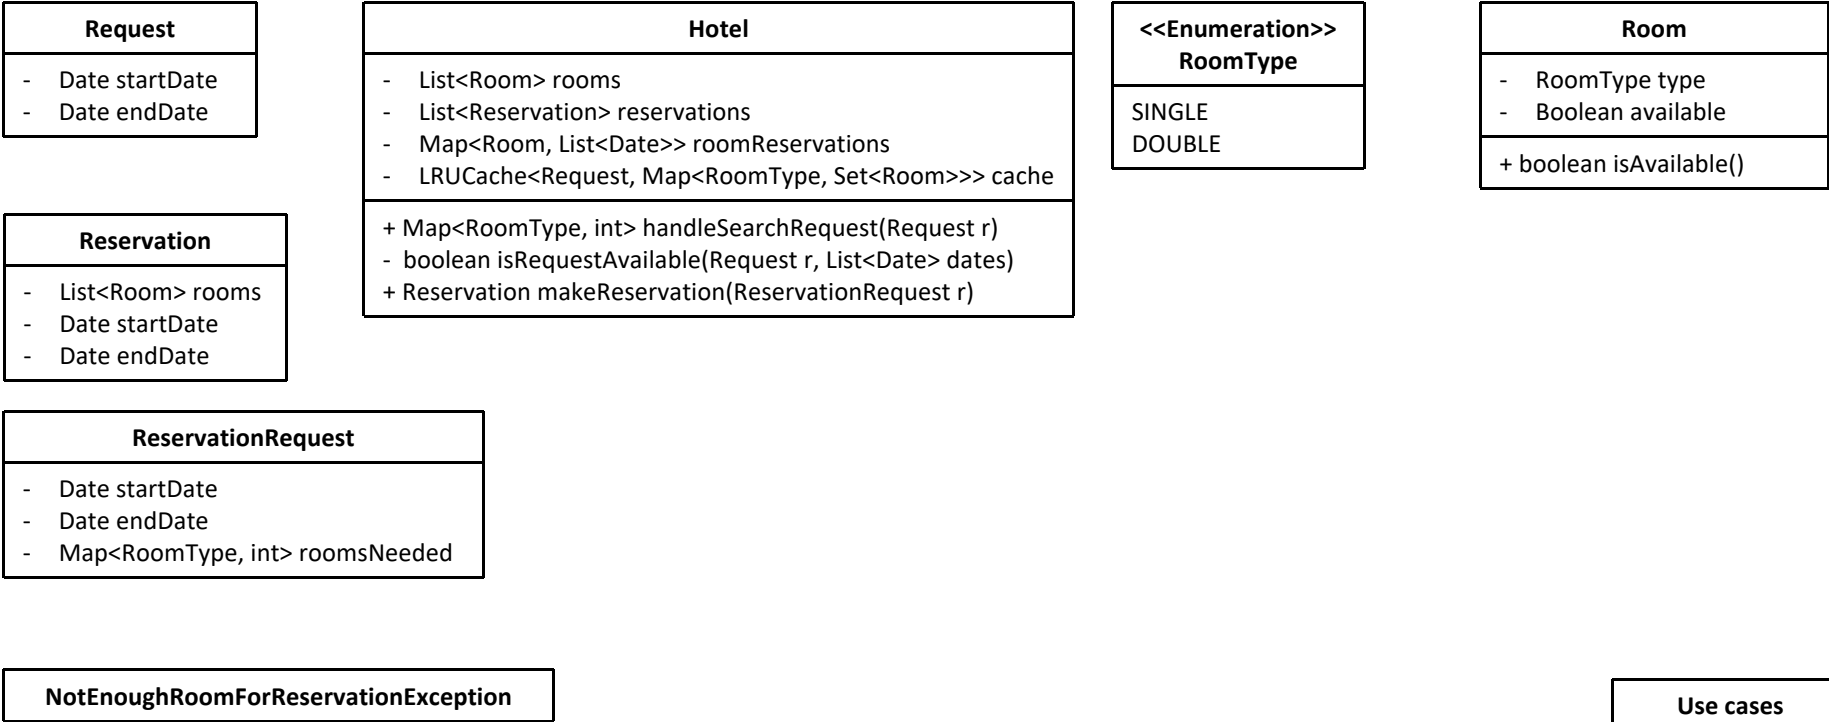 Request
- Date startDate
- Date endDate
Hotel
- List<Room> rooms
- List<Reservation> reservations
- Map<Room, List<Date>> roomReservations
- LRUCache<Request, Map<RoomType, Set<Room>>> cache
+ Map<RoomType, int> handleSearchRequest(Request r)
- boolean isRequestAvailable(Request r, List<Date> dates)
+ Reservation makeReservation(ReservationRequest r)
<<Enumeration>>
RoomType
SINGLE
DOUBLE
Room
- RoomType type
- Boolean available
+ boolean isAvailable()
Reservation
- List<Room> rooms
- Date startDate
- Date endDate
ReservationRequest
- Date startDate
- Date endDate
- Map<RoomType, int> roomsNeeded
NotEnoughRoomForReservationException
Use cases